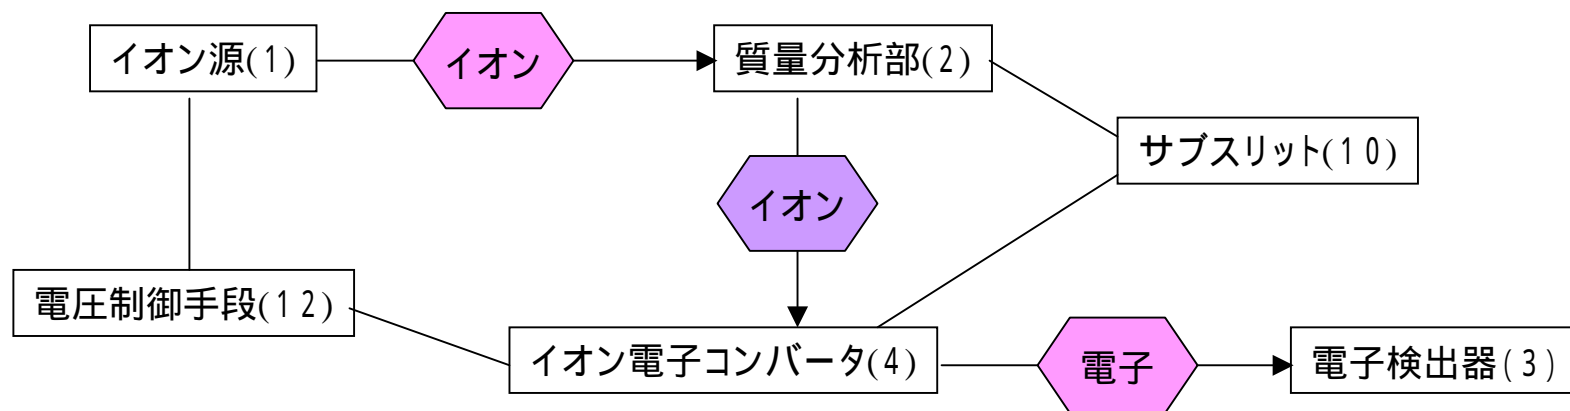 イオン源(1)
イオン
質量分析部(2)
サブスリット(10)
イオン
電圧制御手段(12)
イオン電子コンバータ(4)
電子
電子検出器(3)